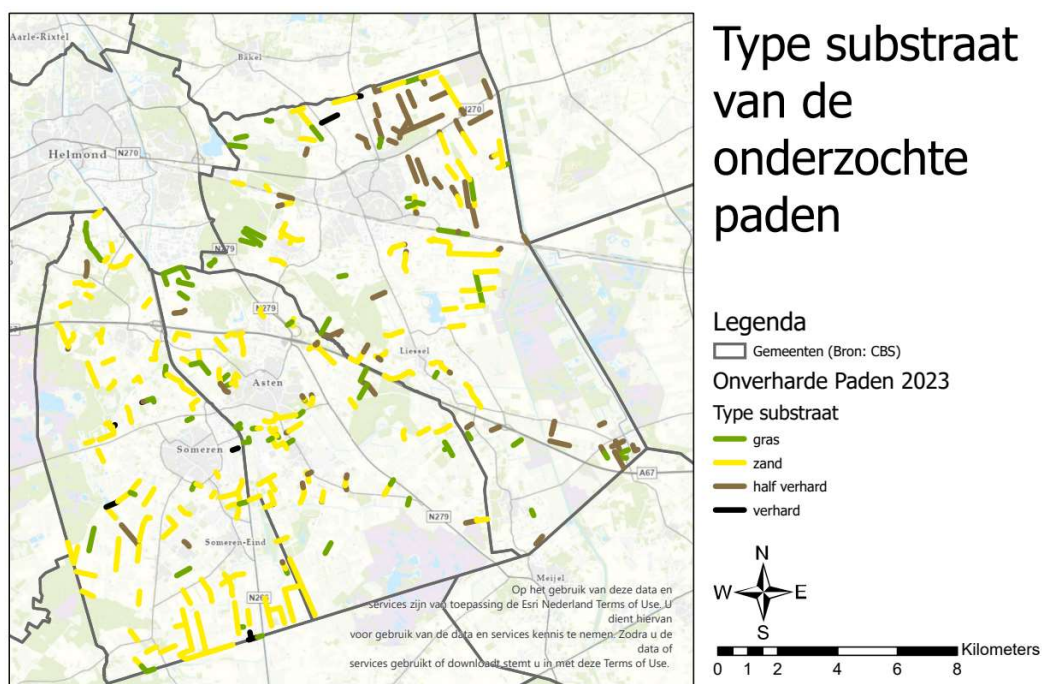 Type substraat
van de
onderzochte
paden
Legenda
Gemeenten (Bron: CBS)
Onverharde Paden 2023
Type substraat
gras
zand
half verhard
verhard
N
W
E
S
Kilometers
0 1 2 4 6 8
Aarle-Rixtel
Bakel
Helmond
N270
N270
N279
N279
Liessel
Asten
Someren
A67
N279
Someren-Eind
Meijel
Op het gebruik van deze data en
services zijn van toepassing de Esri Nederland Terms of Use. U
dient hiervan
voor gebruik van de data en services kennis te nemen. Zodra u de
data of
services gebruikt of downloadt stemt u in met deze Terms of Use.